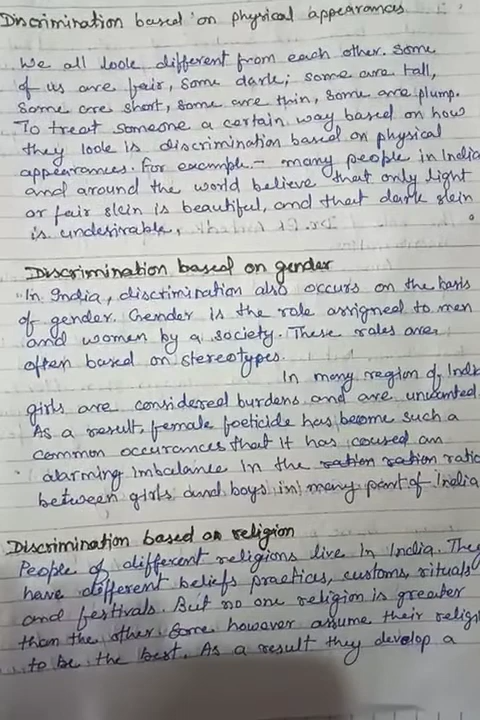 Discrimination based on physical appearances
We all look different from each other. Some
of us are fair, some dark; some are tall,
some are short, some are thin, some are plump.
To treat someone a certain way based on how
they look is discrimination based on physical
appearances. For example - many people in India
and around the world believe that only light
or fair skin is beautiful, and that dark skin
is undesirable,
Discrimination based on gender
In India, discrimination also occurs on the basis
of gender. Gender is the role assigned to men
and women by a society. These roles are
often based on stereotypes.
In many region of Indi
girls are considered burdens and are unwanted
As a result, female foeticide has become such a
common occurances that it has caused an
alarming imbalance in the ration ration ratio
between girls and boys in many part of India
Discrimination based on religion
People of different religions live in India. They
have different beliefs practices, customs, rituals
and festivals. But no one religion is greater
than the other. Some however assume their relig
to be the best. As a result they develop a